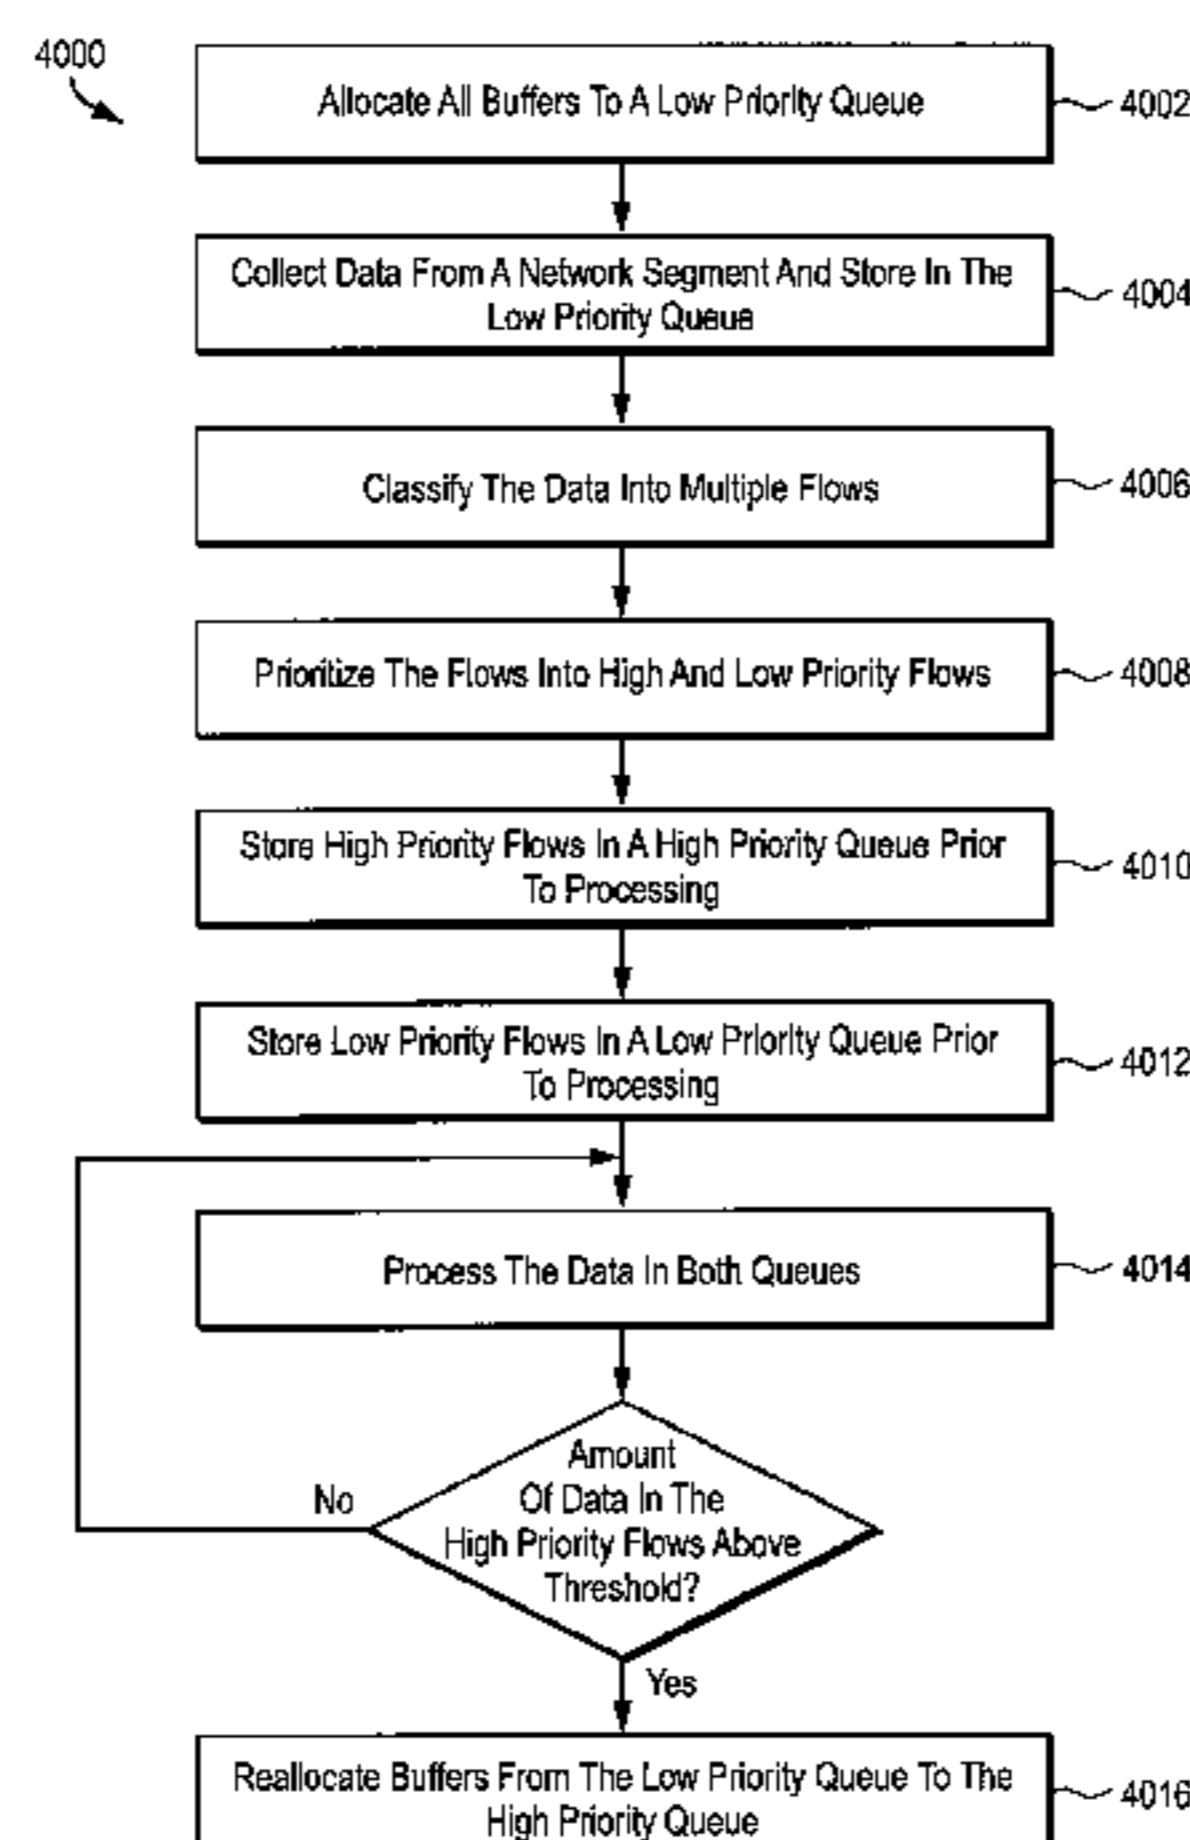 4000
Allocate All Buffers To A Low Priority Queue
4002
Collect Data From A Network Segment And Store In The
Low Priority Queue
4004
Classify The Data Into Multiple Flows
4006
Prioritize The Flows Into High And Low Priority Flows
4008
Store High Priority Flows In A High Priority Queue Prior
To Processing
4010
Store Low Priority Flows In A Low Priority Queue Prior
To Processing
4012
Process The Data In Both Queues
4014
Amount
Of Data In The
High Priority Flows Above
Threshold?
No
Yes
Reallocate Buffers From The Low Priority Queue To The
High Priority Queue
4016